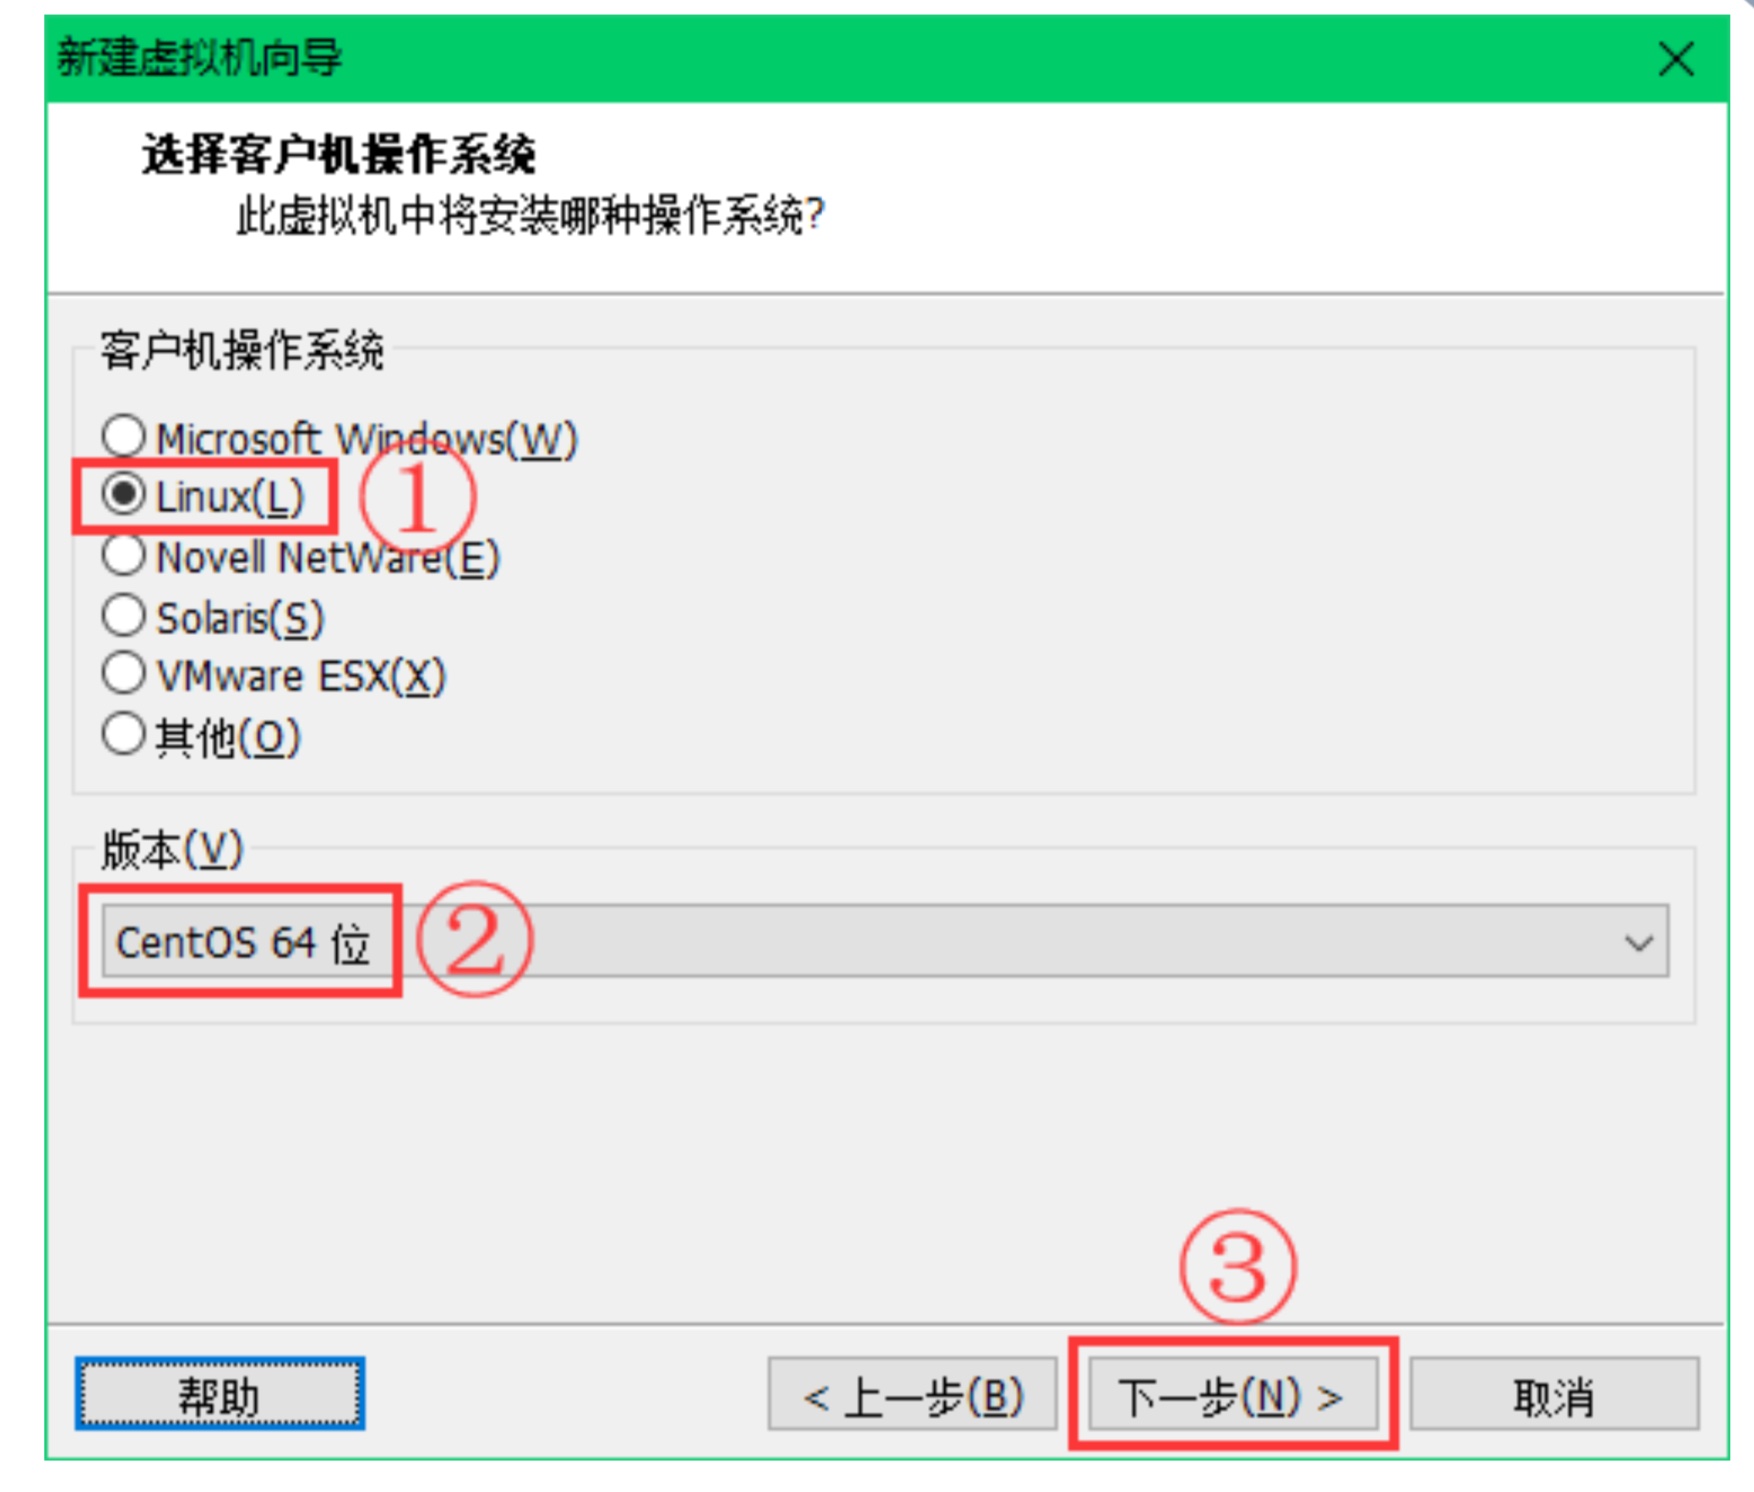 新建虚拟机向导
选择客户机操作系统
此虚拟机中将安装哪种操作系统?
客户机操作系统
Microsoft Windows(W)
Linux(L) ①
Novell NetWare(E)
Solaris(S)
VMware ESX(X)
其他(O)
版本(V)
CentOS 64 位 ②
③
帮助 < 上一步(B) 下一步(N) > 取消